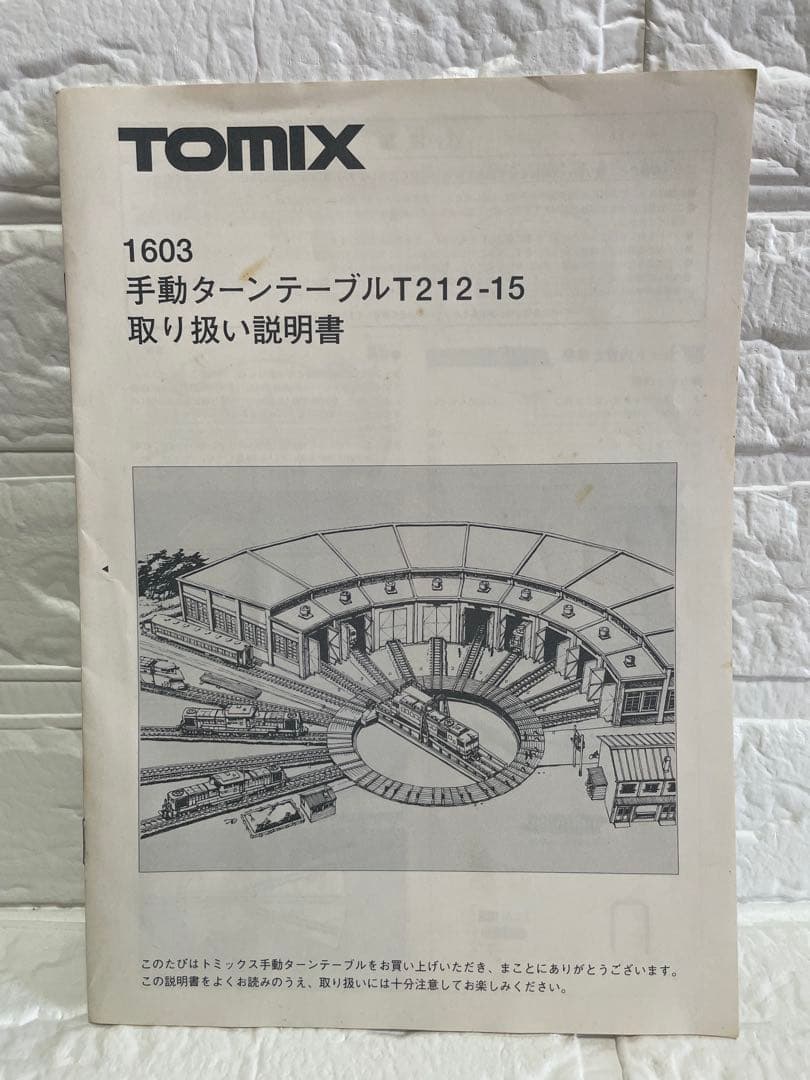 TOMIX
1603
手動ターンテーブルT212-15
取り扱い説明書
このたびはトミックス手動ターンテーブルをお買い上げいただき、まことにありがとうございます。
この説明書をよくお読みのうえ、取り扱いには十分注意してお楽しみください。